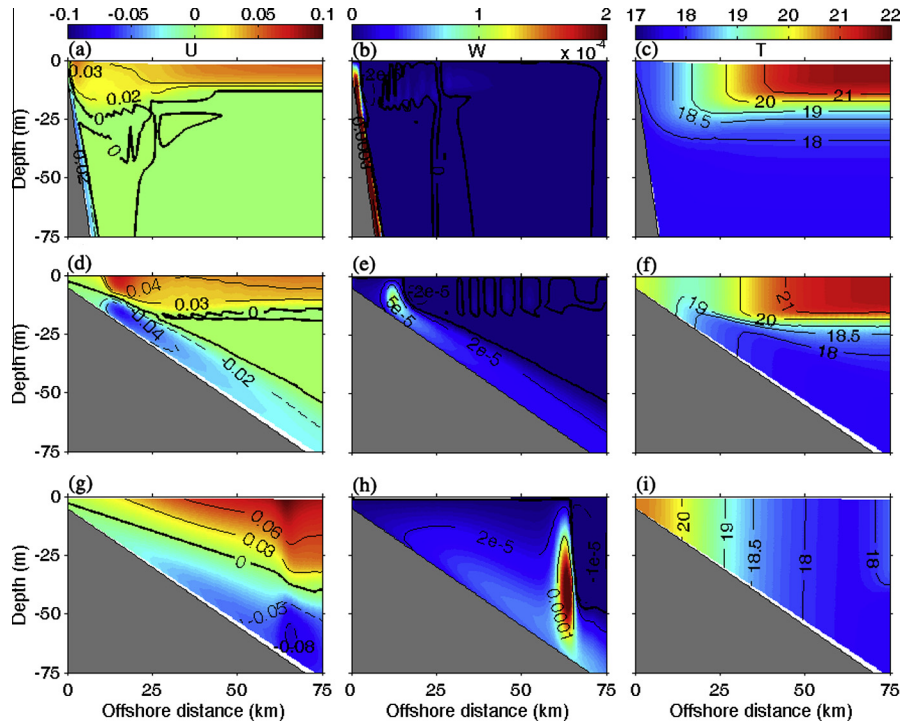 -0.1 -0.05 0 0.05 0.1 0 1 2 17 18 19 20 21 22
(a) U (b) W x 10⁻⁴ (c) T
0
-25
-50
-75
Depth (m)
0.03
0.02
0
0
-0.02
-2e-5
0
20
21
19
18.5
18
(d) (e) (f)
0
-25
-50
-75
Depth (m)
0.04
0.03
0
-0.04
-0.02
-2e-5
5e-5
2e-5
19
21
20
18.5
18
(g) (h) (i)
0
-25
-50
-75
Depth (m)
0.06
0.03
0
-0.05
-0.08
2e-5
-1e-5
0.0001
20
19
18.5
18
18
0 25 50 75 0 25 50 75 0 25 50 75
Offshore distance (km) Offshore distance (km) Offshore distance (km)